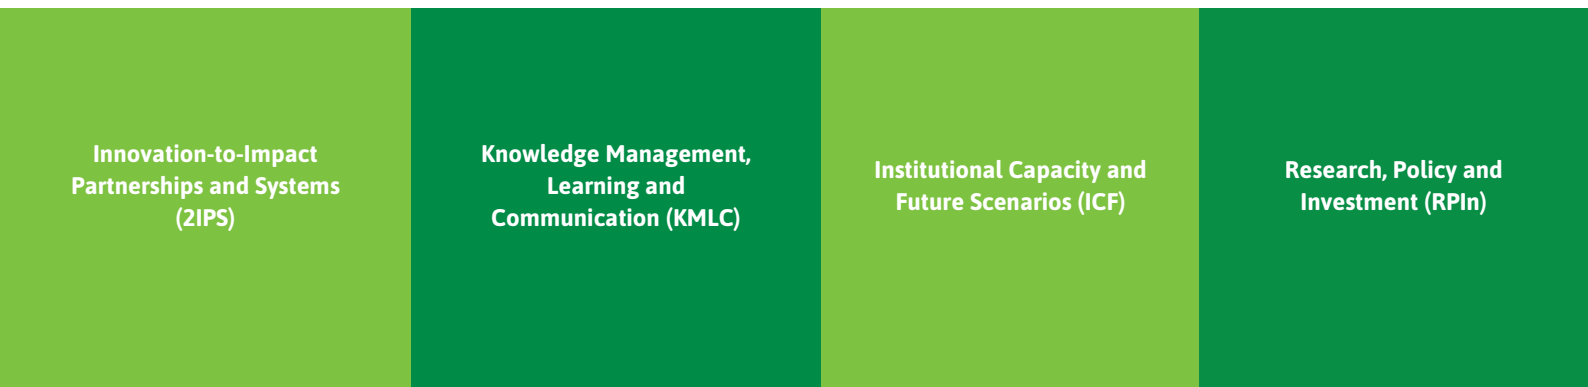 Innovation-to-Impact
Partnerships and Systems
(2IPS)
Knowledge Management,
Learning and
Communication (KMLC)
Institutional Capacity and
Future Scenarios (ICF)
Research, Policy and
Investment (RPIn)